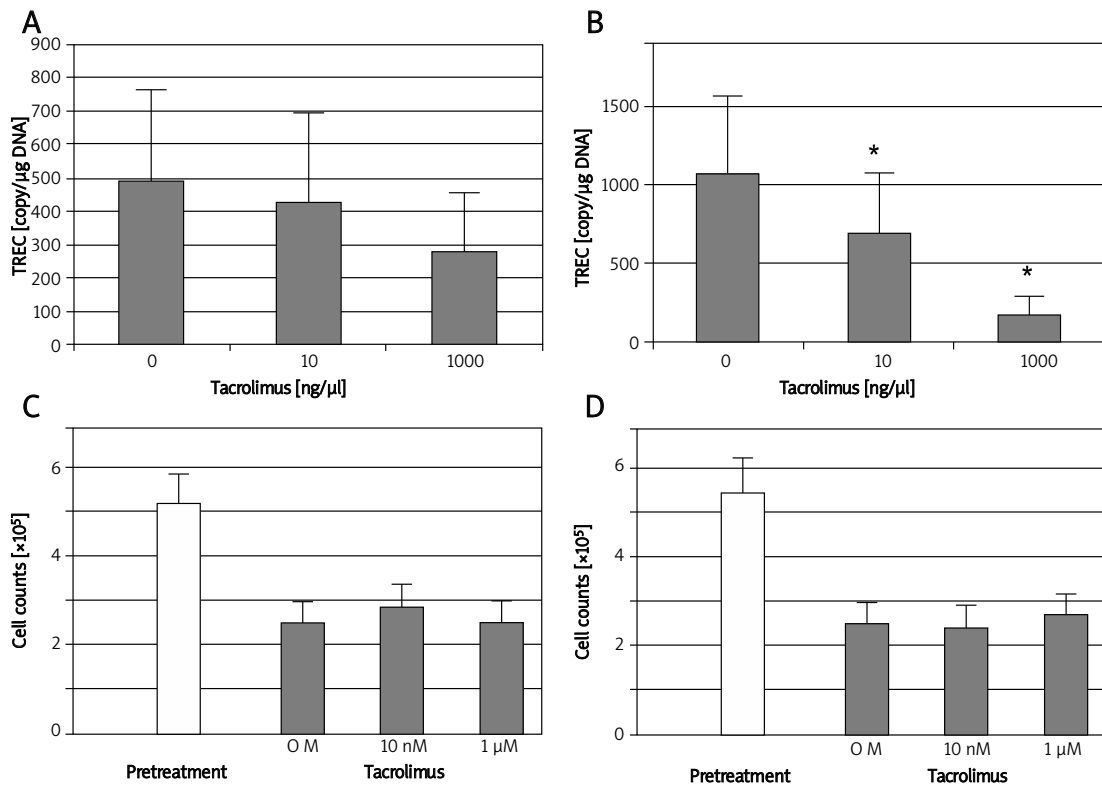 A
TREC [copy/μg DNA]
900
800
700
600
500
400
300
200
100
0
0 10 1000
Tacrolimus [ng/μl]
B
TREC [copy/μg DNA]
1500
1000
500
0
*
*
0 10 1000
Tacrolimus [ng/μl]
C
Cell counts [×10⁵]
6
4
2
0
O M 10 nM 1 μM
Pretreatment Tacrolimus
D
Cell counts [×10⁵]
6
4
2
0
O M 10 nM 1 μM
Pretreatment Tacrolimus